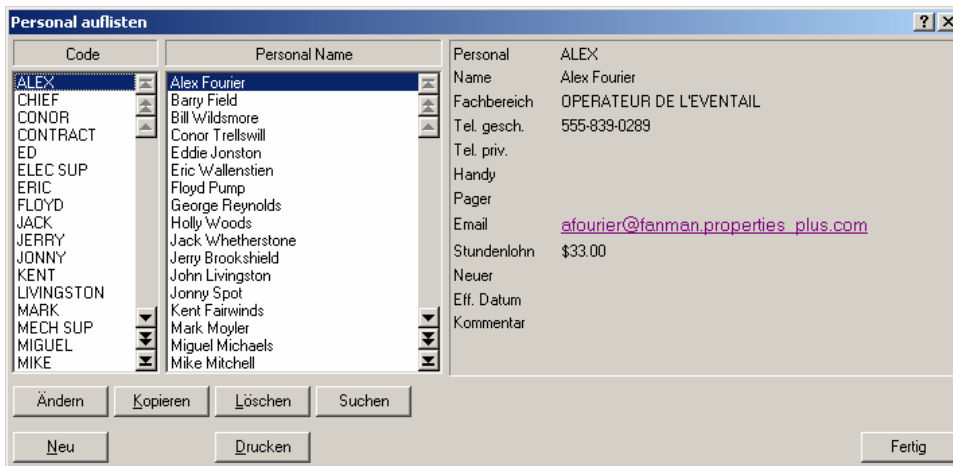 Personal auflisten
Code
ALEX
CHIEF
CONOR
CONTRACT
ED
ELEC SUP
ERIC
FLOYD
JACK
JERRY
JONNY
KENT
LIVINGSTON
MARK
MECH SUP
MIGUEL
MIKE
Personal Name
Alex Fourier
Barry Field
Bill Wildsmore
Conor Trellswill
Eddie Jonston
Eric Wallenstien
Floyd Pump
George Reynolds
Holly Woods
Jack Whetherstone
Jerry Brookshield
John Livingston
Jonny Spot
Kent Fairwinds
Mark Moyler
Miguel Michaels
Mike Mitchell
Personal ALEX
Name Alex Fourier
Fachbereich OPERATEUR DE L'EVENTAIL
Tel. gesch. 555-839-0289
Tel. priv.
Handy
Pager
Email afourier@fanman.properties_plus.com
Stundenlohn $33.00
Neuer
Eff. Datum
Kommentar
Ändern Kopieren Löschen Suchen
Neu Drucken Fertig